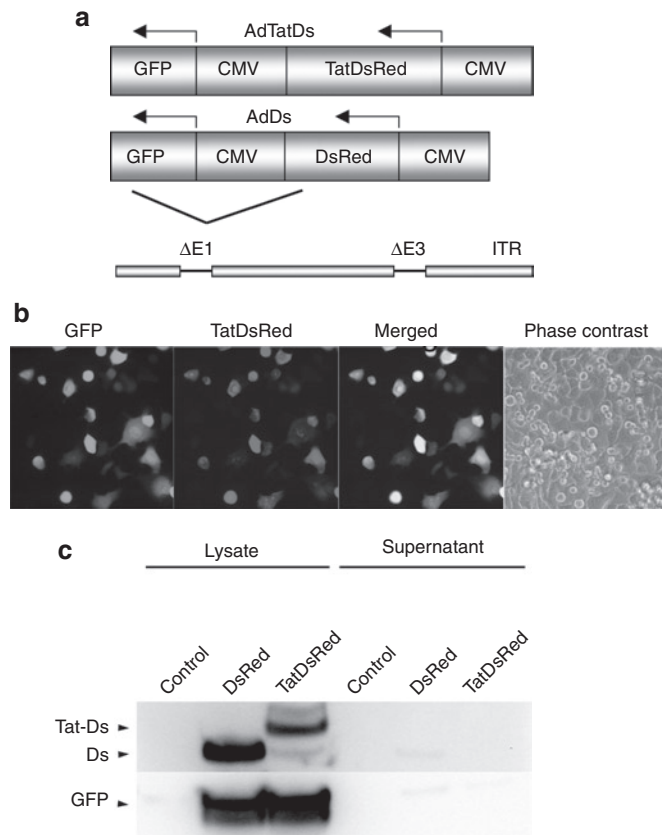 a
AdTatDs
GFP CMV TatDsRed CMV
AdDs
GFP CMV DsRed CMV
ΔE1 ΔE3 ITR
b
GFP TatDsRed Merged Phase contrast
c
Lysate Supernatant
Control DsRed TatDsRed Control DsRed TatDsRed
Tat-Ds
Ds
GFP